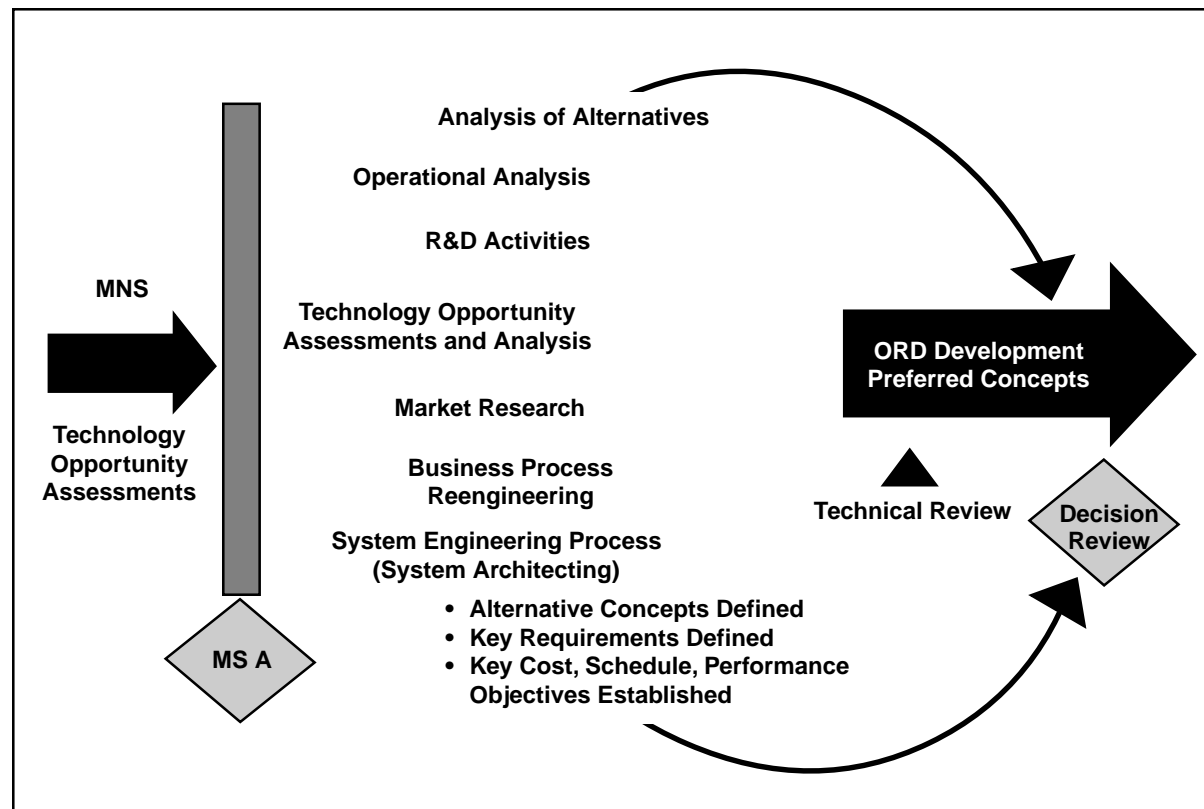 MNS
Technology
Opportunity
Assessments
MS A
Analysis of Alternatives
Operational Analysis
R&D Activities
Technology Opportunity
Assessments and Analysis
Market Research
Business Process
Reengineering
System Engineering Process
(System Architecting)
• Alternative Concepts Defined
• Key Requirements Defined
• Key Cost, Schedule, Performance
Objectives Established
ORD Development
Preferred Concepts
Technical Review
Decision
Review